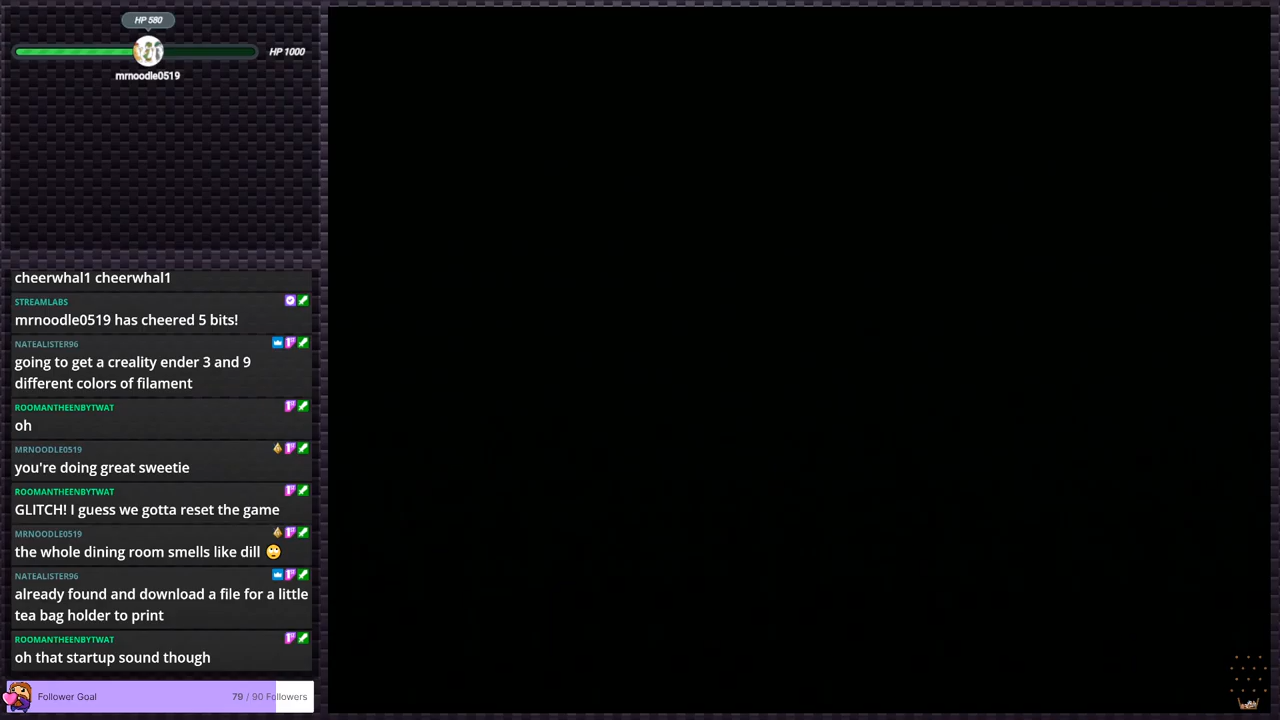 HP 580
HP 1000
mrnoodle0519
cheerwhal1 cheerwhal1
STREAMLABS
mrnoodle0519 has cheered 5 bits!
NATEALISTER96
going to get a creality ender 3 and 9
different colors of filament
ROOMANTHEENBYTWAT
oh
MRNOODLE0519
you're doing great sweetie
ROOMANTHEENBYTWAT
GLITCH! I guess we gotta reset the game
MRNOODLE0519
the whole dining room smells like dill 🙄
NATEALISTER96
already found and download a file for a little
tea bag holder to print
ROOMANTHEENBYTWAT
oh that startup sound though
Follower Goal 79 / 90 Followers